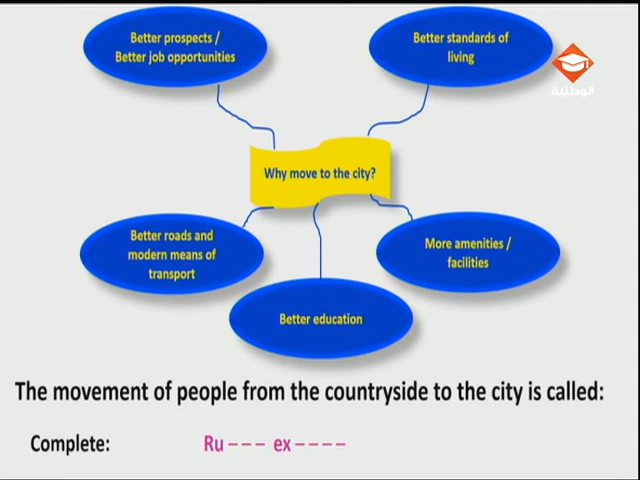 Better prospects /
Better job opportunities
Better standards of
living
الوطنية
Why move to the city?
Better roads and
modern means of
transport
More amenities /
facilities
Better education
The movement of people from the countryside to the city is called:
Complete: Ru – – – ex – – – –